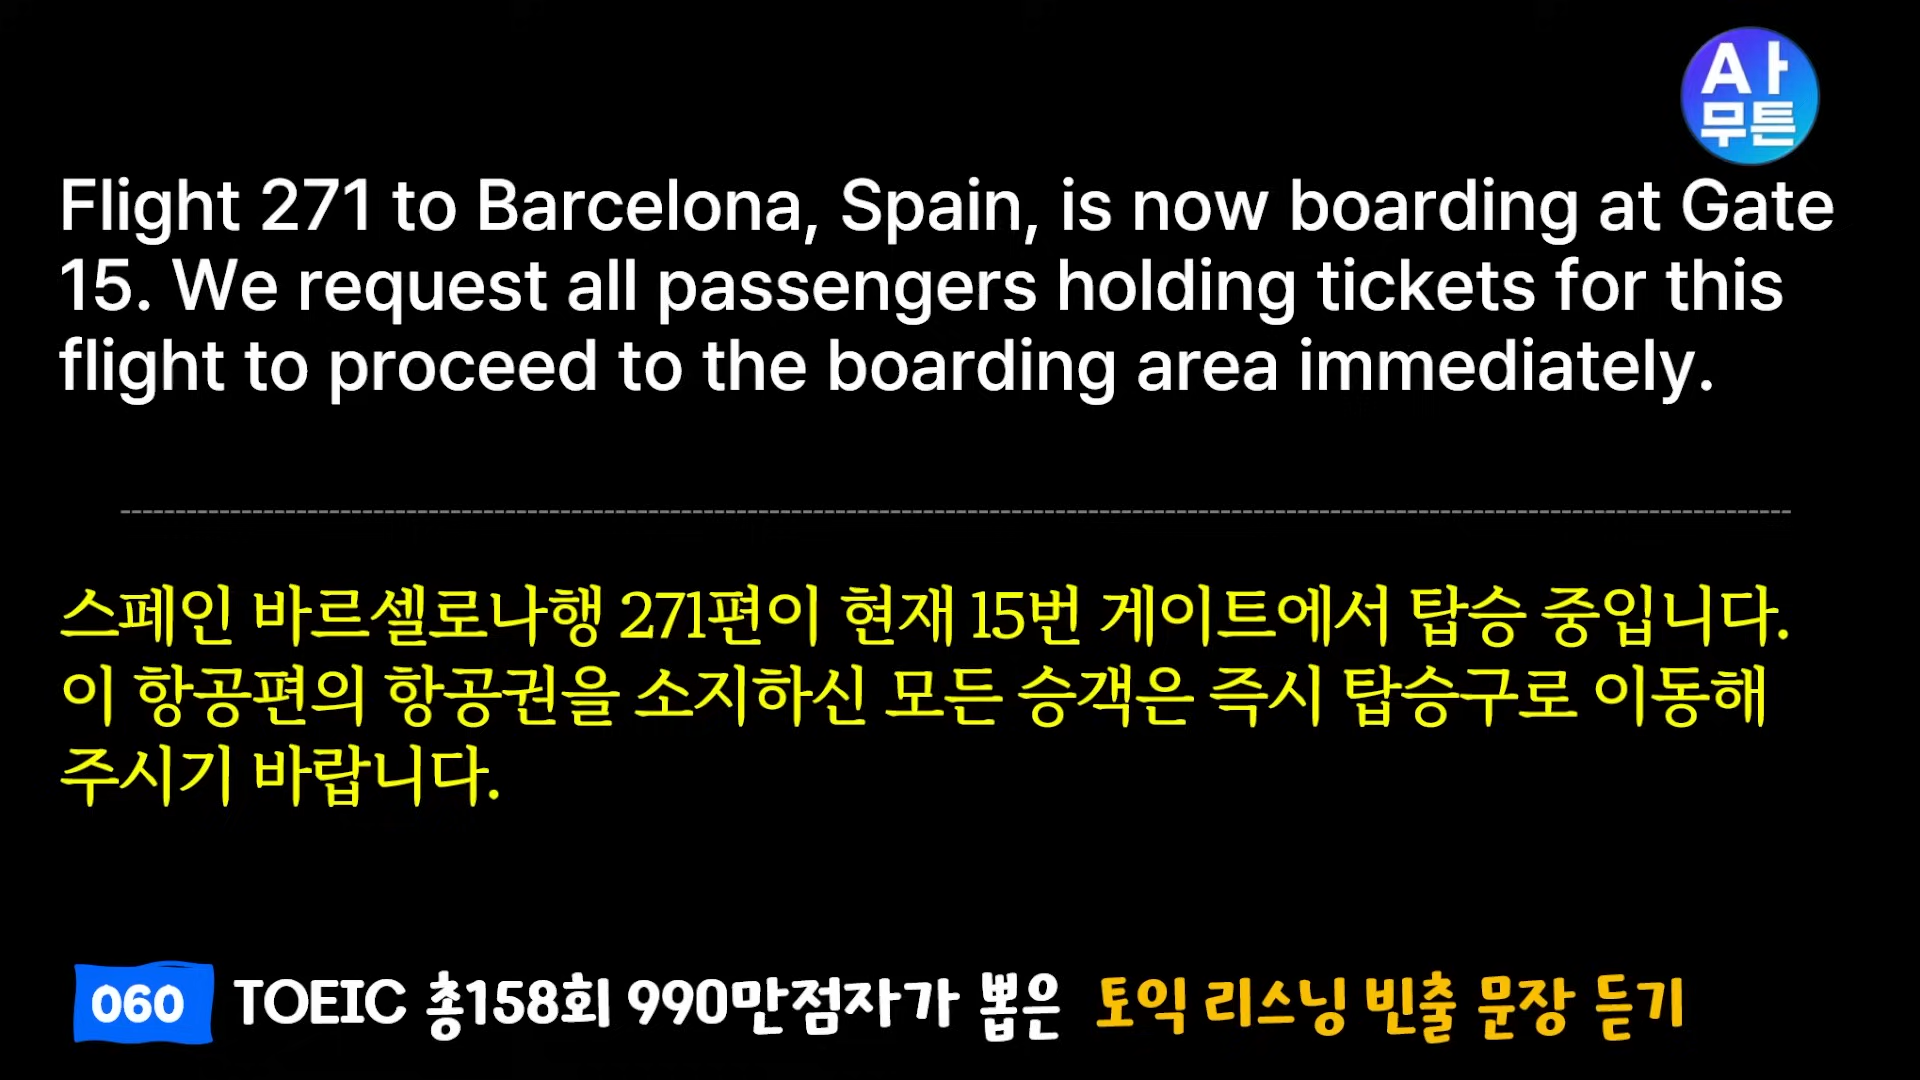 사
무튼
Flight 271 to Barcelona, Spain, is now boarding at Gate
15. We request all passengers holding tickets for this
flight to proceed to the boarding area immediately.
스페인 바르셀로나행 271편이 현재 15번 게이트에서 탑승 중입니다.
이 항공편의 항공권을 소지하신 모든 승객은 즉시 탑승구로 이동해
주시기 바랍니다.
060 TOEIC 총158회 990만점자가 뽑은 토익 리스닝 빈출 문장 듣기